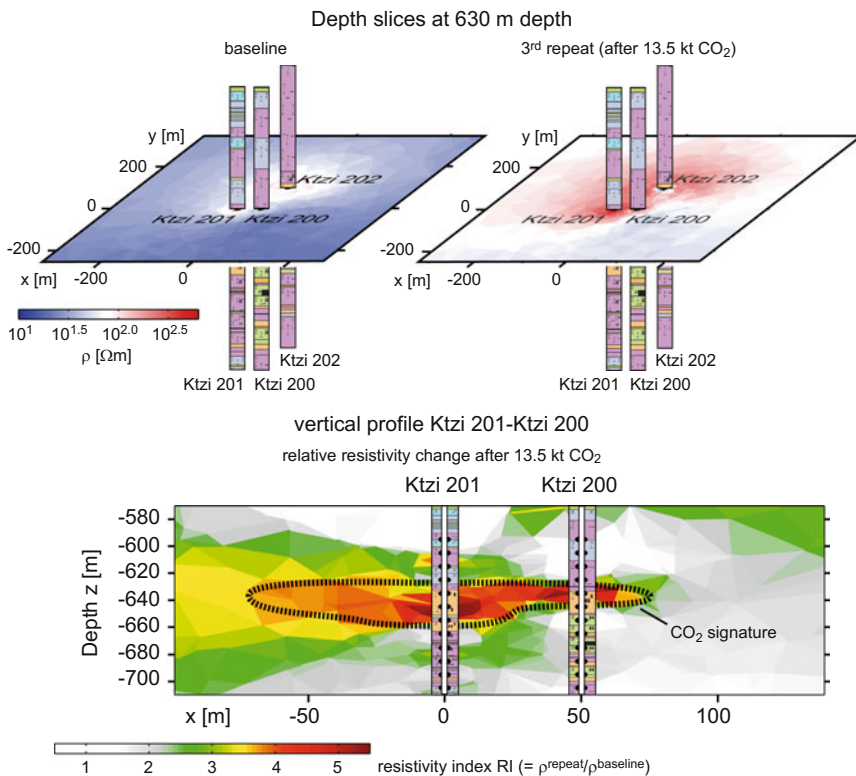 Depth slices at 630 m depth
baseline
3rd repeat (after 13.5 kt CO2)
y [m]
200
0
-200
x [m]
-200
0
Ktzi 201
Ktzi 200
Ktzi 202
y [m]
200
0
-200
x [m]
-200
0
Ktzi 201
Ktzi 200
Ktzi 202
10^1
10^1.5
10^2.0
10^2.5
ρ [Ωm]
Ktzi 202
Ktzi 201
Ktzi 200
Ktzi 202
Ktzi 201
Ktzi 200
vertical profile Ktzi 201-Ktzi 200
relative resistivity change after 13.5 kt CO2
Ktzi 201
Ktzi 200
Depth z [m]
-580
-600
-620
-640
-660
-680
-700
CO2 signature
x [m]
-50
0
50
100
1
2
3
4
5
resistivity index RI (= ρ^repeat/ρ^baseline)